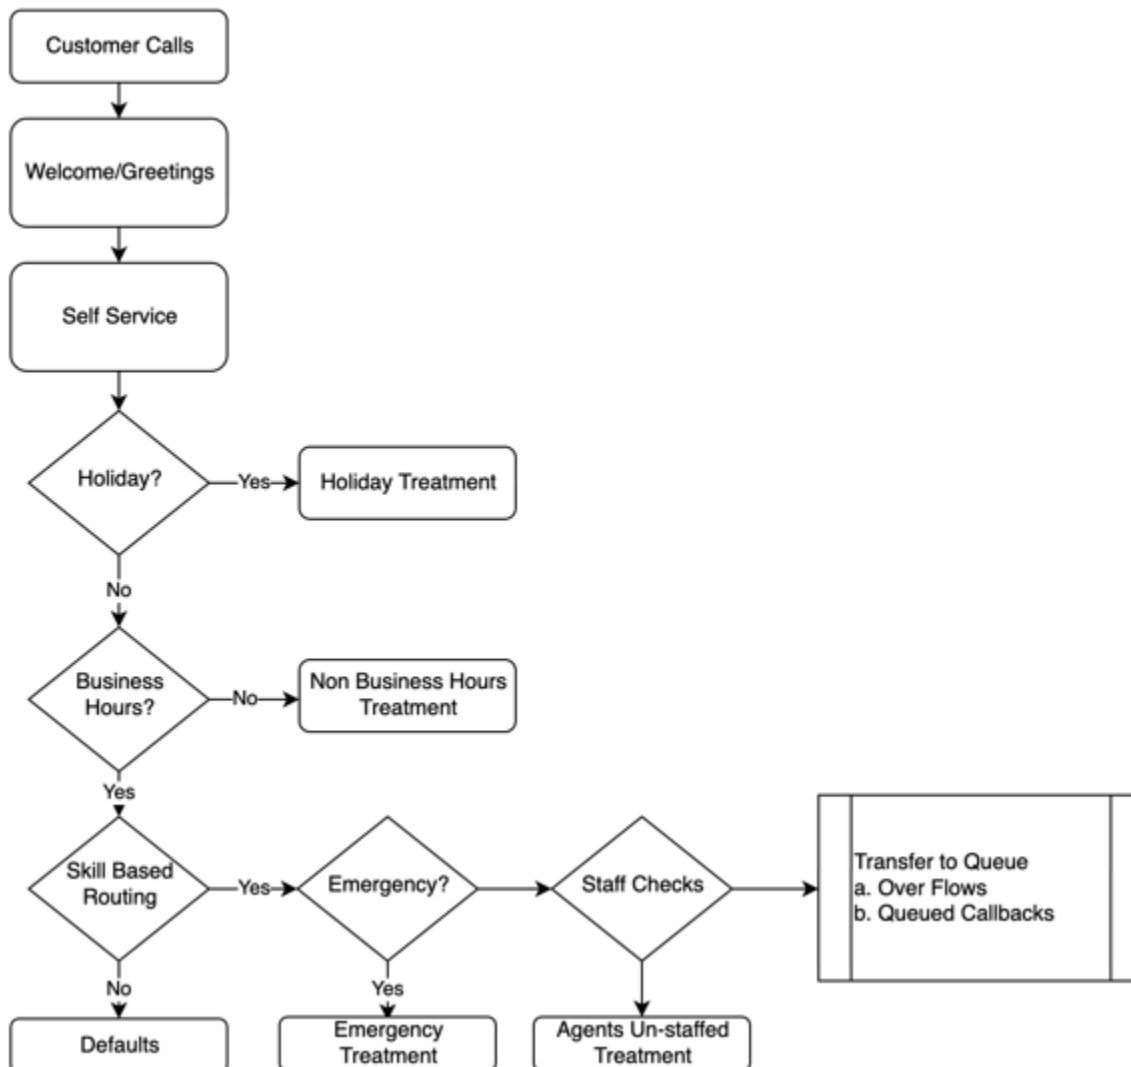 Customer Calls
Welcome/Greetings
Self Service
Holiday?
Yes
Holiday Treatment
No
Business
Hours?
No
Non Business Hours
Treatment
Yes
Skill Based
Routing
Yes
Emergency?
Staff Checks
Transfer to Queue
a. Over Flows
b. Queued Callbacks
No
Yes
Defaults
Emergency
Treatment
Agents Un-staffed
Treatment